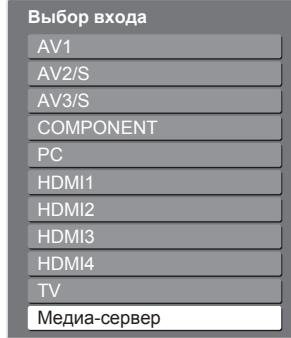 Выбор входа
AV1
AV2/S
AV3/S
COMPONENT
PC
HDMI1
HDMI2
HDMI3
HDMI4
TV
Медиа-сервер